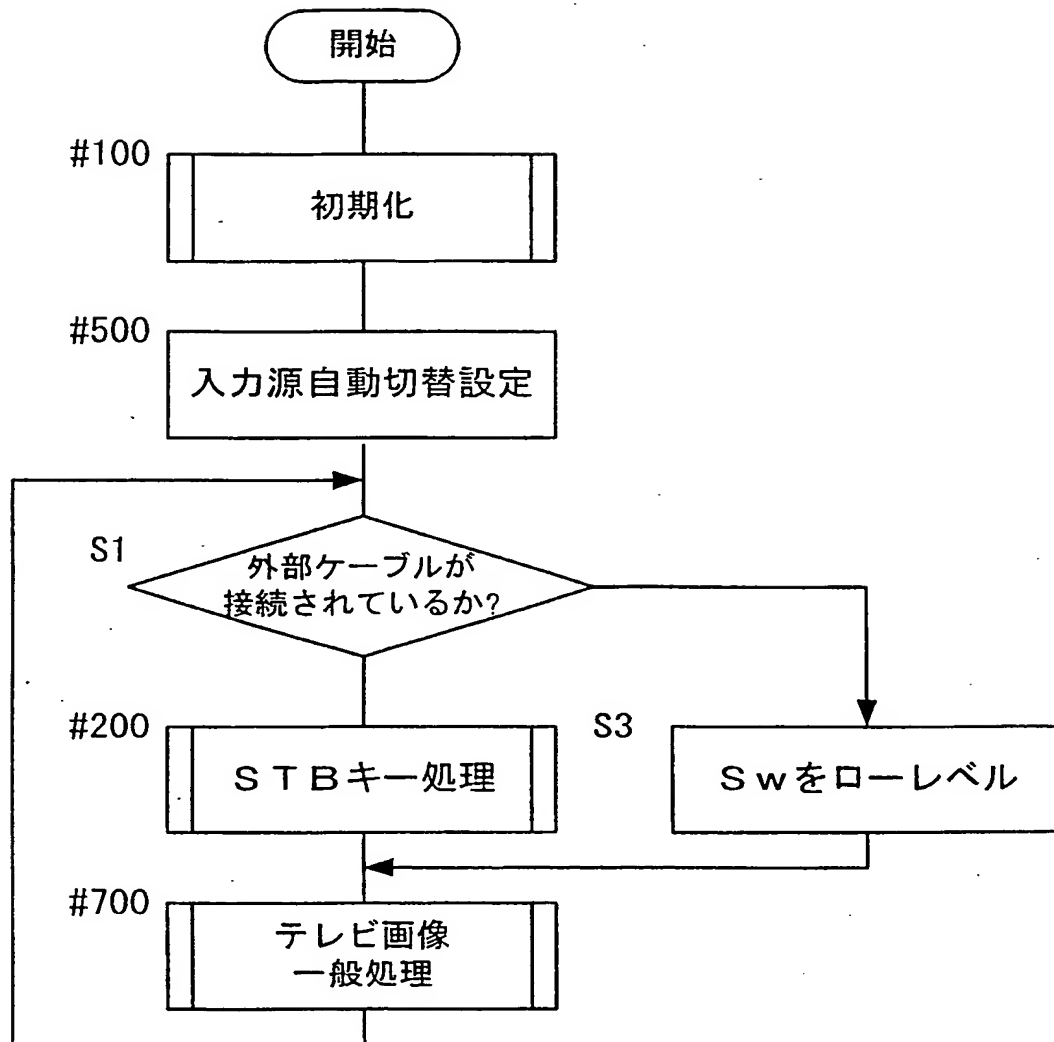 開始
#100
初期化
#500
入力源自動切替設定
S1
外部ケーブルが
接続されているか?
#200
STBキー処理
S3
Swをローレベル
#700
テレビ画像
一般処理